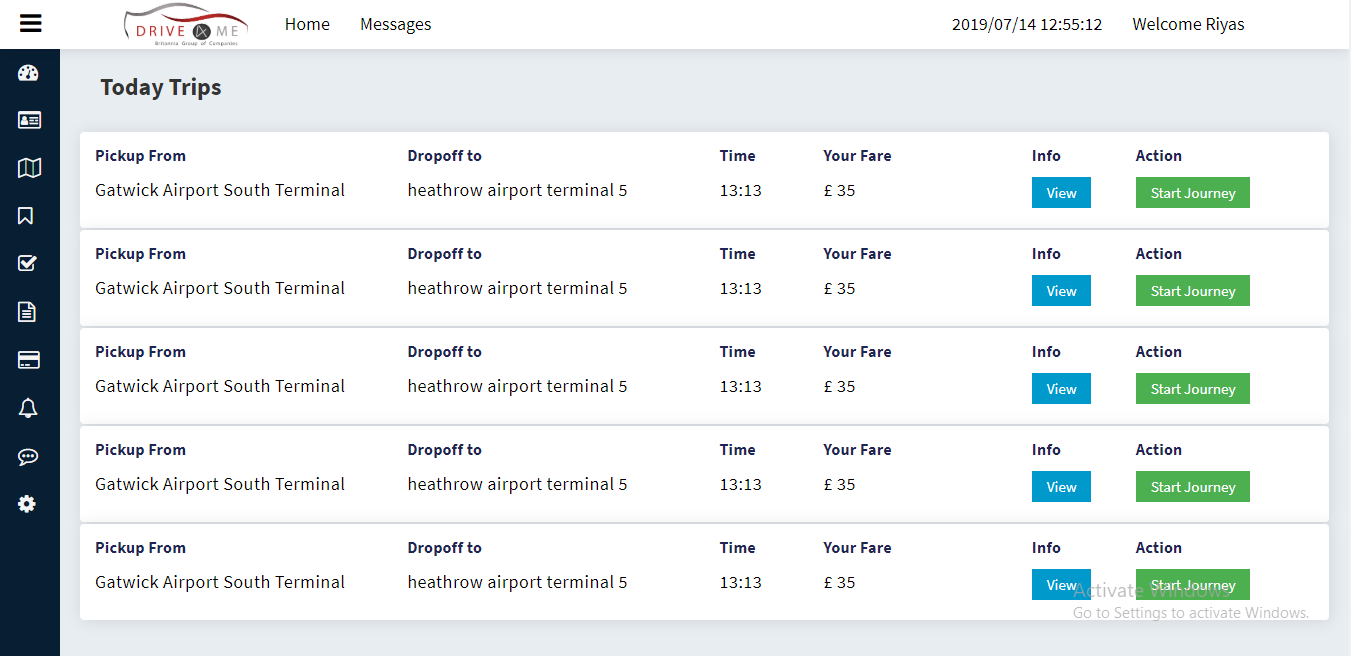 DRIVE 4 ME
Britannia Group of Companies
Home Messages 2019/07/14 12:55:12 Welcome Riyas
Today Trips
Pickup From Dropoff to Time Your Fare Info Action
Gatwick Airport South Terminal heathrow airport terminal 5 13:13 £ 35 View Start Journey
Pickup From Dropoff to Time Your Fare Info Action
Gatwick Airport South Terminal heathrow airport terminal 5 13:13 £ 35 View Start Journey
Pickup From Dropoff to Time Your Fare Info Action
Gatwick Airport South Terminal heathrow airport terminal 5 13:13 £ 35 View Start Journey
Pickup From Dropoff to Time Your Fare Info Action
Gatwick Airport South Terminal heathrow airport terminal 5 13:13 £ 35 View Start Journey
Pickup From Dropoff to Time Your Fare Info Action
Gatwick Airport South Terminal heathrow airport terminal 5 13:13 £ 35 View Start Journey
Activate Windows
Go to Settings to activate Windows.